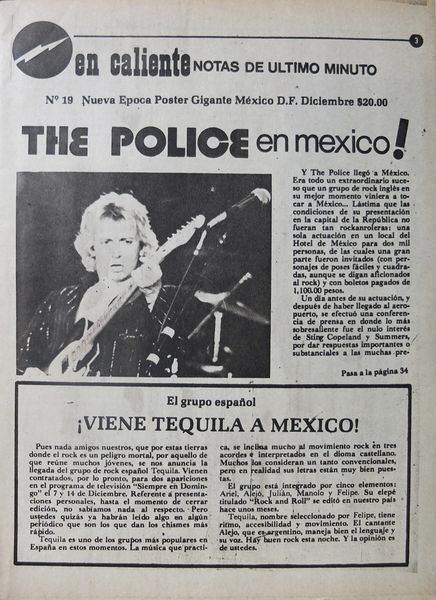 3
en caliente NOTAS DE ULTIMO MINUTO
Nº 19 Nueva Epoca Poster Gigante México D.F. Diciembre $20.00
THE POLICE en mexico!
Y The Police llegó a México.
Era todo un extraordinario suce-
so que un grupo de rock inglés en
su mejor momento viniera a to-
car a México... Lástima que las
condiciones de su presentación
en la capital de la República no
fueran tan rockanroleras: una
sola actuación en un local del
Hotel de México para dos mil
personas, de las cuales una gran
parte fueron invitados (con per-
sonajes de poses fáciles y cuadra-
das, aunque se digan aficionados
al rock) y con boletos pagados de
1,100.00 pesos.
Un día antes de su actuación, y
después de haber llegado al aero-
puerto, se efectuó una conferen-
cia de prensa en donde lo más
sobresaliente fue el nulo interés
de Sting Copeland y Summers,
por dar respuestas importantes o
substanciales a las muchas pre-
Pasa a la página 34
El grupo español
¡VIENE TEQUILA A MEXICO!
Pues nada amigos nuestros, que por estas tierras
donde el rock es un peligro mortal, por aquello de
que reúne muchos jóvenes, se nos anuncia la
llegada del grupo de rock español Tequila. Vienen
contratados, por lo pronto, para dos apariciones
en el programa de televisión "Siempre en Domin-
go" el 7 y 14 de Diciembre. Referente a presenta-
ciones personales, hasta el momento de cerrar
edición, no sabíamos nada al respecto. Pero
ustedes quizás ya habrán leído algo en algún
periódico que son los que dan los chismes más
rápido.
Tequila es uno de los grupos más populares en
España en estos momentos. La música que practi-
ca, se inclina mucho al movimiento rock en tres
acordes e interpretados en el dioma castellano.
Muchos los consideran un tanto convencionales,
pero en realidad sus letras están muy bien pues-
tas.
El grupo está integrado por cinco elementos:
Ariel, Alejo, Julián, Manolo y Felipe. Su elepé
titulado "Rock and Roll" se editó en nuestro país
hace unos meses.
Tequila, nombre seleccionado por Felipe, tiene
ritmo, accesibilidad y movimiento. El cantante
Alejo, que es argentino, maneja bien el lenguaje y
su voz. Hay buen rock esta noche. Y la opinión es
de ustedes.